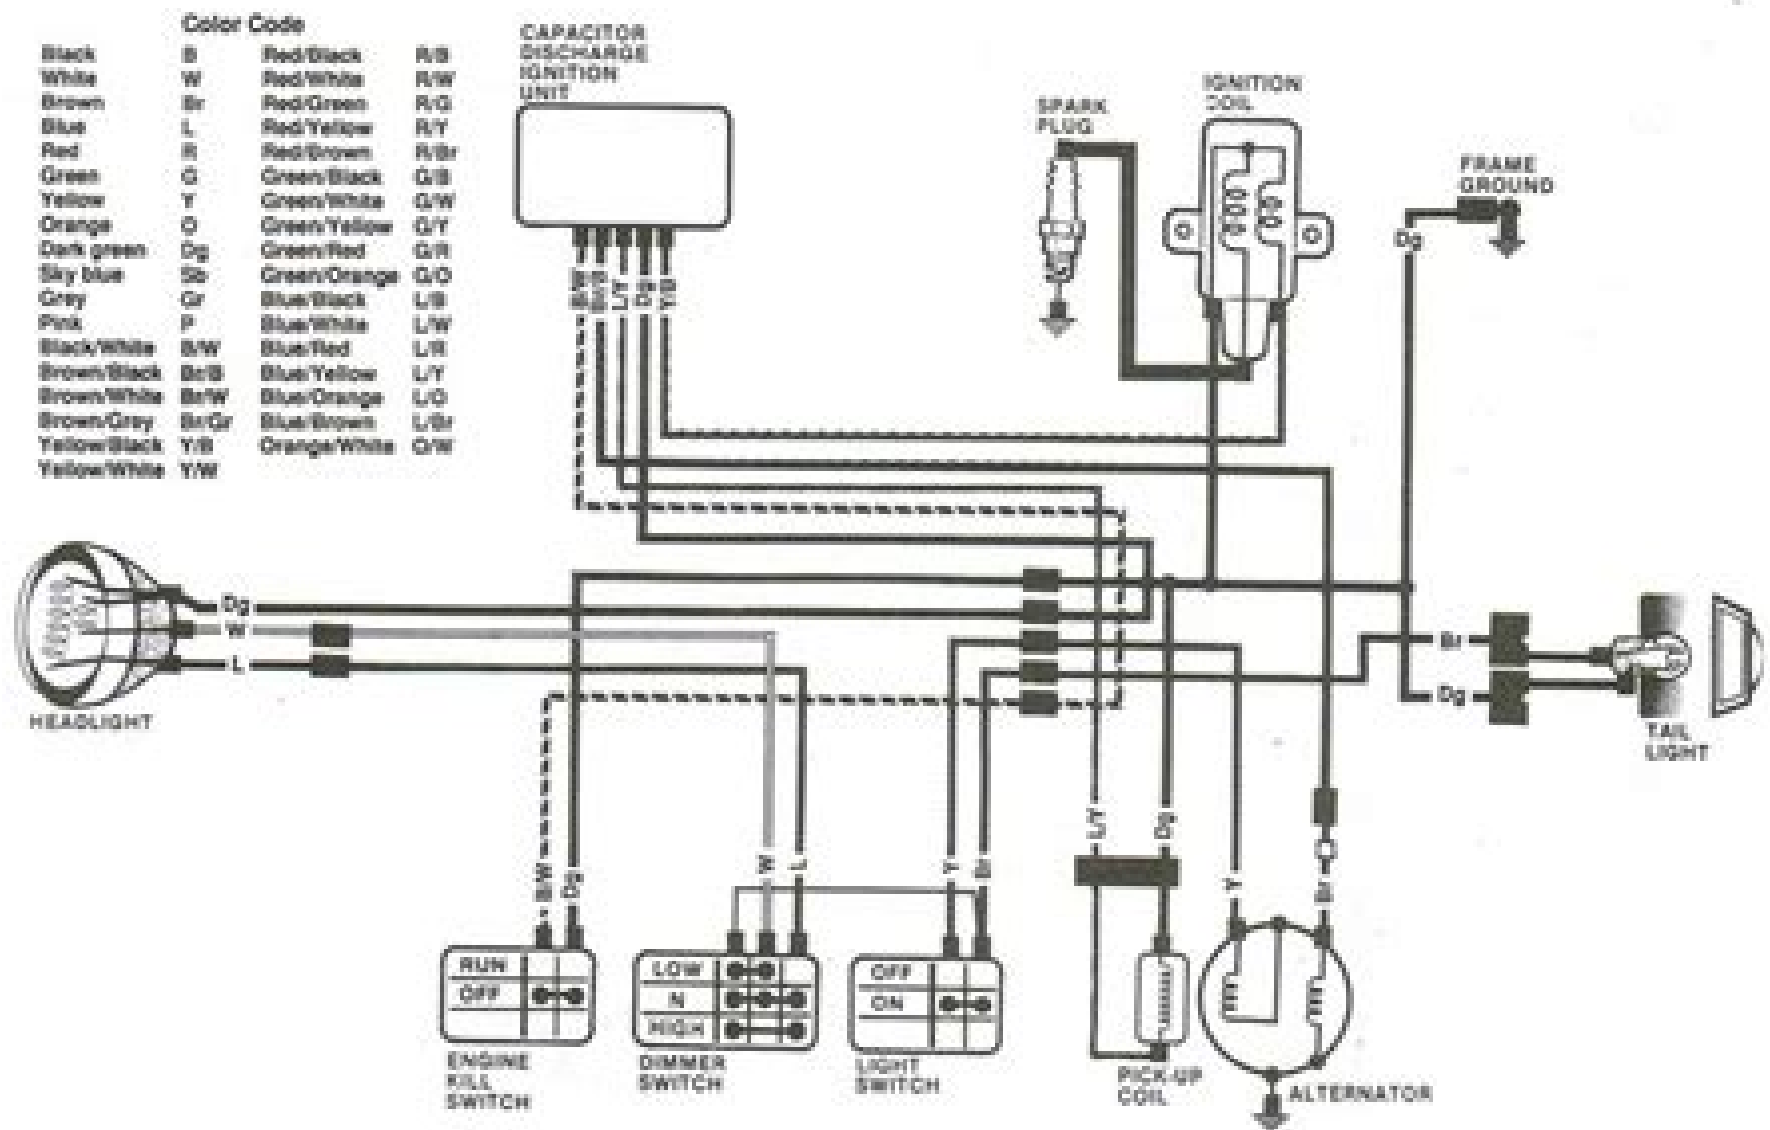 Color Code
Black B Red/Black R/B
White W Red/White R/W
Brown Br Red/Green R/G
Blue L Red/Yellow R/Y
Red R Red/Brown R/Br
Green G Green/Black G/B
Yellow Y Green/White G/W
Orange O Green/Yellow G/Y
Dark green Dg Green/Red G/R
Sky blue Sb Green/Orange G/O
Grey Gr Blue/Black L/B
Pink P Blue/White L/W
Black/White B/W Blue/Red L/R
Brown/Black Br/B Blue/Yellow L/Y
Brown/White Br/W Blue/Orange L/O
Brown/Grey Br/Gr Blue/Brown L/Br
Yellow/Black Y/B Orange/White O/W
Yellow/White Y/W
CAPACITOR
DISCHARGE
IGNITION
UNIT
B/W
Br/B
L/Y
Dg
Y/B
SPARK
PLUG
IGNITION
COIL
FRAME
GROUND
Dg
Dg
W
L
HEADLIGHT
Br
Dg
TAIL
LIGHT
B/W
Dg
W
L
Y
Br
L/Y
Dg
Y
Br
RUN
OFF
ENGINE
KILL
SWITCH
LOW
N
HIGH
DIMMER
SWITCH
OFF
ON
LIGHT
SWITCH
PICK-UP
COIL
ALTERNATOR